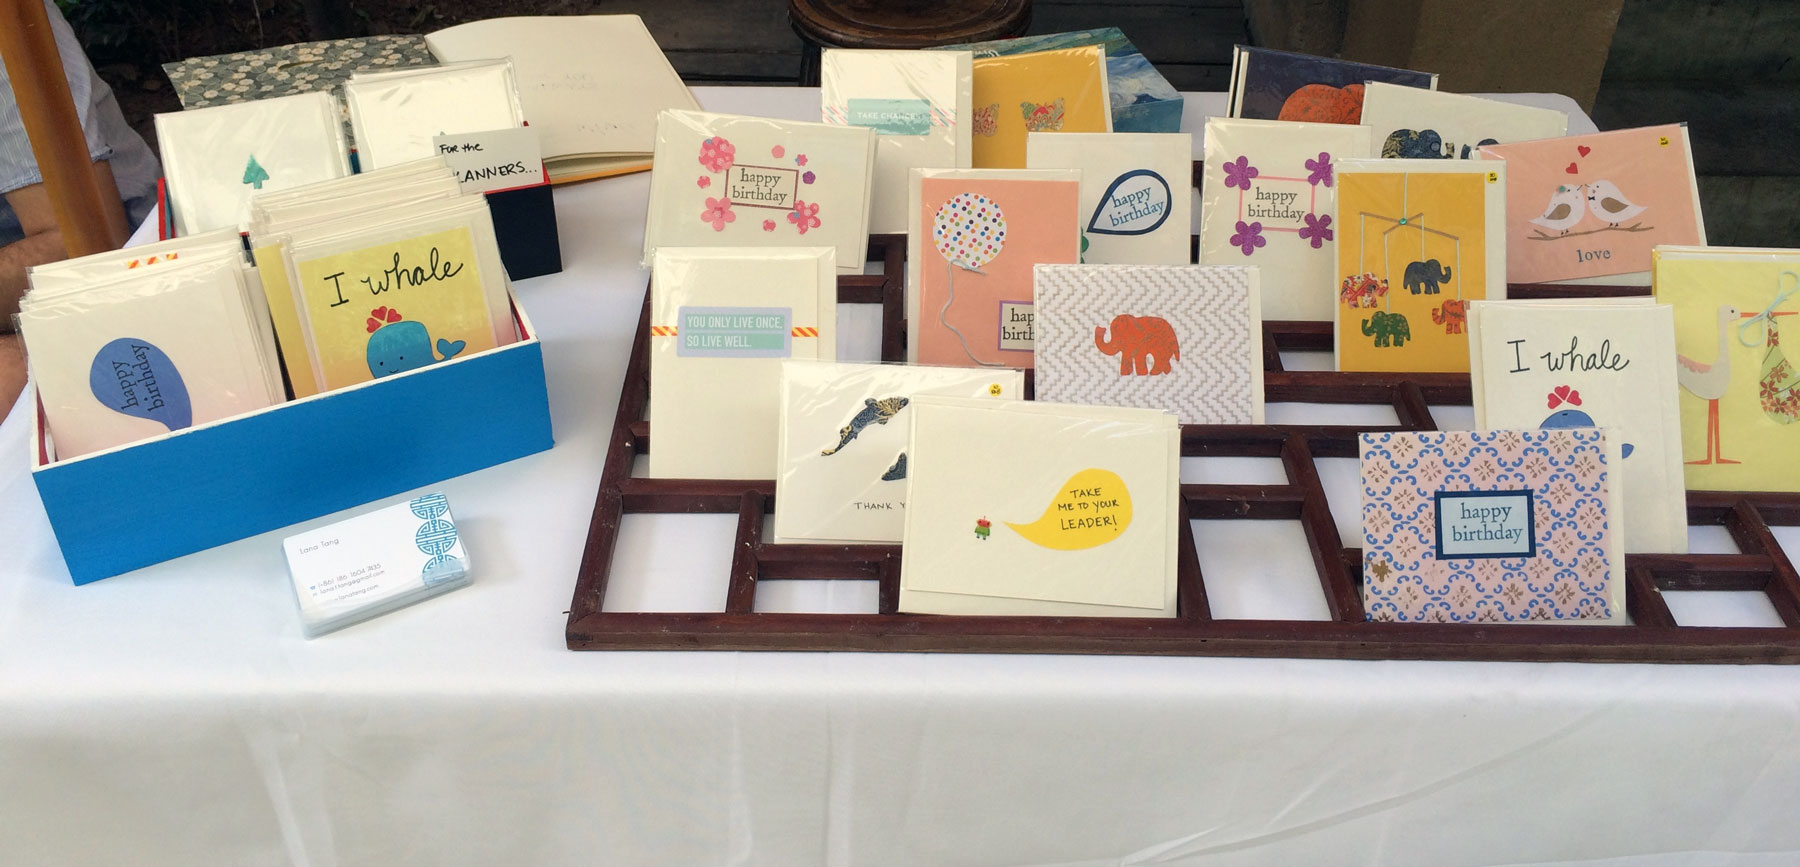 For the
LANNERS...
I whale
happy
birthday
Lana Tang
TAKE CHANCE
happy
birthday
happy
birthday
happy
birthday
love
YOU ONLY LIVE ONCE,
SO LIVE WELL.
THANK
TAKE
ME TO YOUR
LEADER!
I whale
happy
birthday